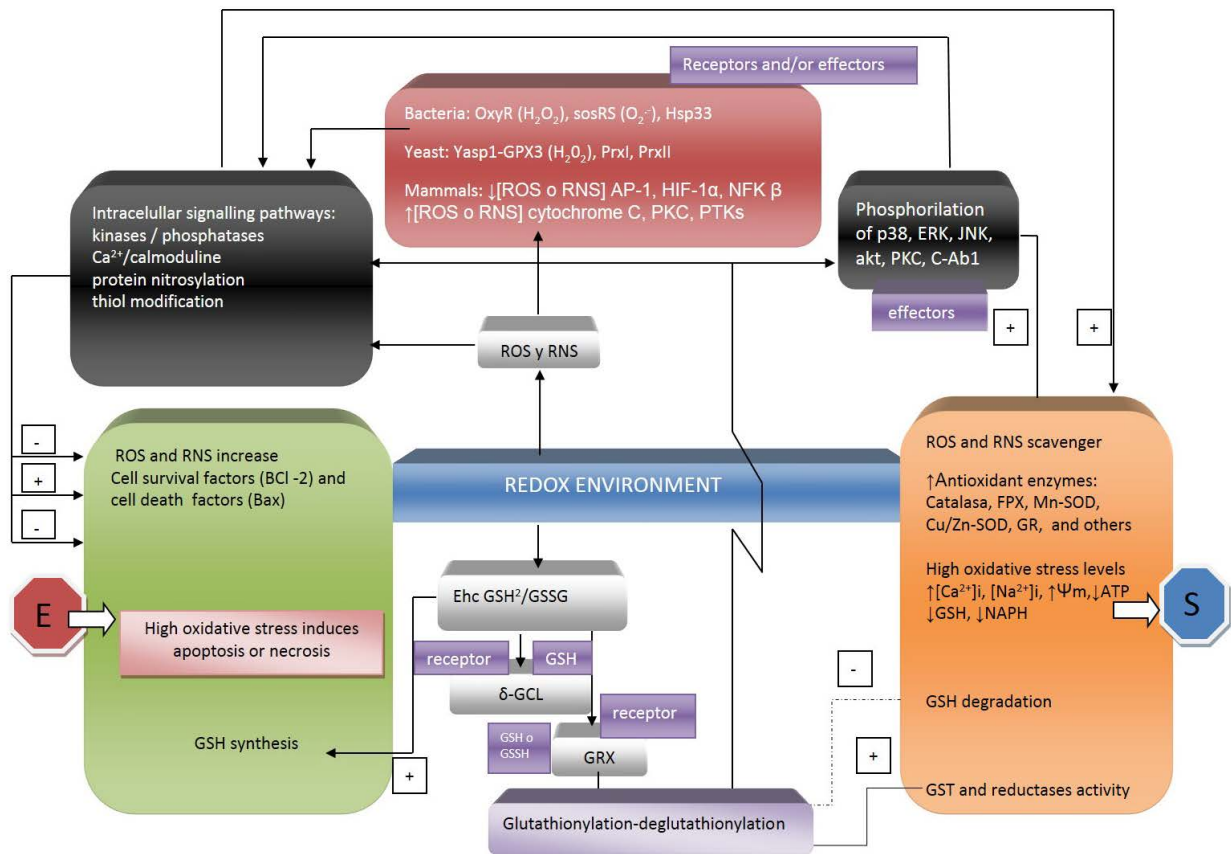 Receptors and/or effectors
Bacteria: OxyR (H₂O₂), sosRS (O₂·⁻), Hsp33
Yeast: Yasp1-GPX3 (H₂0₂), PrxI, PrxII
Mammals: ↓[ROS o RNS] AP-1, HIF-1α, NFK β
↑[ROS o RNS] cytochrome C, PKC, PTKs
Intracelullar signalling pathways:
kinases / phosphatases
Ca²⁺/calmoduline
protein nitrosylation
thiol modification
Phosphorilation
of p38, ERK, JNK,
akt, PKC, C-Ab1
effectors
+
+
ROS y RNS
-
+
-
ROS and RNS increase
Cell survival factors (BCl -2) and
cell death factors (Bax)
REDOX ENVIRONMENT
ROS and RNS scavenger
↑Antioxidant enzymes:
Catalasa, FPX, Mn-SOD,
Cu/Zn-SOD, GR, and others
High oxidative stress levels
↑[Ca²⁺]i, [Na²⁺]i, ↑Ψm,↓ATP
↓GSH, ↓NAPH
E
S
High oxidative stress induces
apoptosis or necrosis
Ehc GSH²/GSSG
receptor
GSH
δ-GCL
receptor
GSH o
GSSH
GRX
GSH synthesis
+
-
GSH degradation
+
GST and reductases activity
Glutathionylation-deglutathionylation